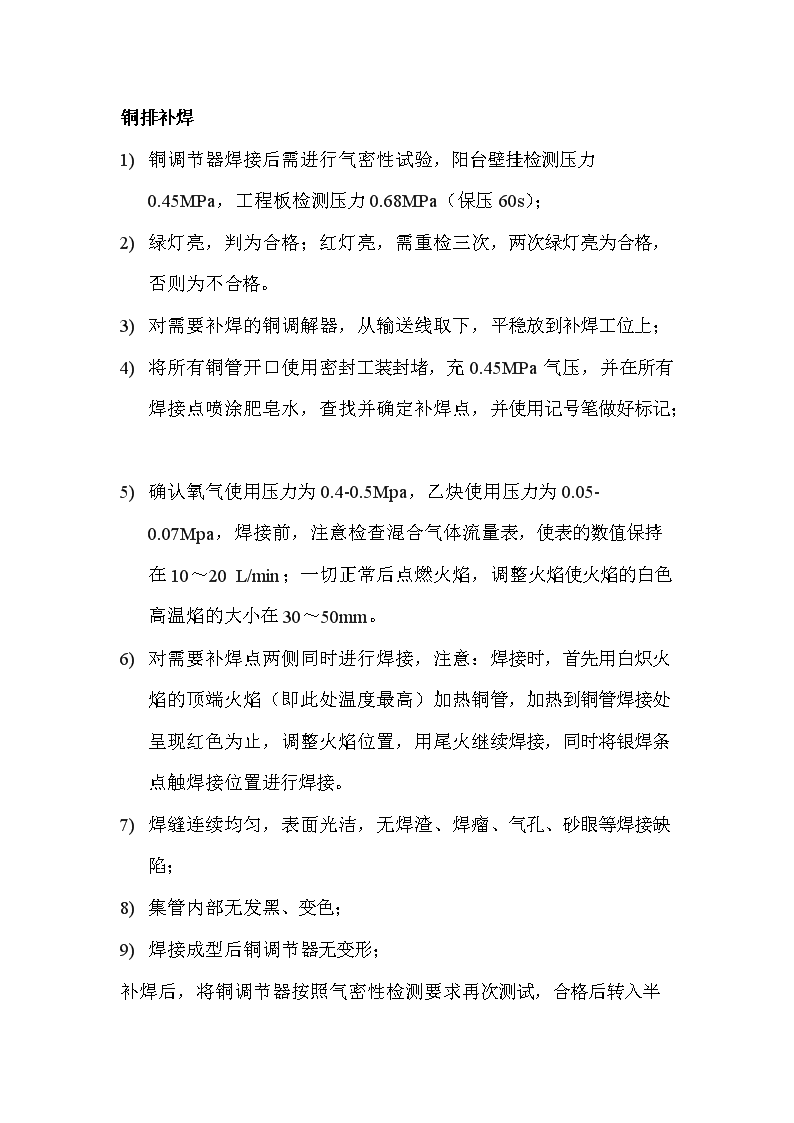 铜排补焊
1) 铜调节器焊接后需进行气密性试验，阳台壁挂检测压力
0.45MPa，工程板检测压力0.68MPa（保压60s）；
2) 绿灯亮，判为合格；红灯亮，需重检三次，两次绿灯亮为合格，
否则为不合格。
3) 对需要补焊的铜调解器，从输送线取下，平稳放到补焊工位上；
4) 将所有铜管开口使用密封工装封堵，充0.45MPa 气压，并在所有
焊接点喷涂肥皂水，查找并确定补焊点，并使用记号笔做好标记；
5) 确认氧气使用压力为0.4-0.5Mpa，乙炔使用压力为0.05-
0.07Mpa，焊接前，注意检查混合气体流量表，使表的数值保持
在10～20 L/min；一切正常后点燃火焰，调整火焰使火焰的白色
高温焰的大小在30～50mm。
6) 对需要补焊点两侧同时进行焊接，注意：焊接时，首先用白炽火
焰的顶端火焰（即此处温度最高）加热铜管，加热到铜管焊接处
呈现红色为止，调整火焰位置，用尾火继续焊接，同时将银焊条
点触焊接位置进行焊接。
7) 焊缝连续均匀，表面光洁，无焊渣、焊瘤、气孔、砂眼等焊接缺
陷；
8) 集管内部无发黑、变色；
9) 焊接成型后铜调节器无变形；
补焊后，将铜调节器按照气密性检测要求再次测试，合格后转入半